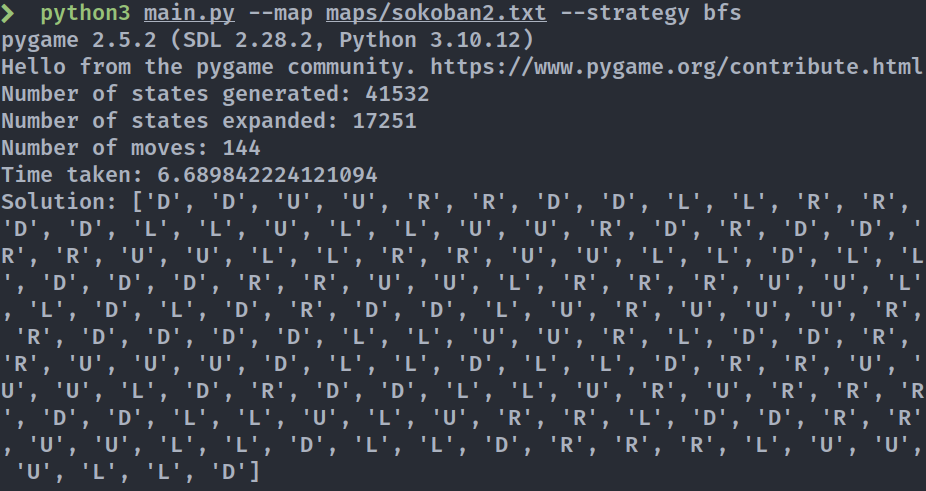 ❯  python3 main.py --map maps/sokoban2.txt --strategy bfs
pygame 2.5.2 (SDL 2.28.2, Python 3.10.12)
Hello from the pygame community. https://www.pygame.org/contribute.html
Number of states generated: 41532
Number of states expanded: 17251
Number of moves: 144
Time taken: 6.689842224121094
Solution: ['D', 'D', 'U', 'U', 'R', 'R', 'D', 'D', 'L', 'L', 'R', 'R',
'D', 'D', 'L', 'L', 'U', 'L', 'L', 'U', 'U', 'R', 'D', 'R', 'D', 'D', '
R', 'R', 'U', 'U', 'L', 'L', 'R', 'R', 'U', 'U', 'L', 'L', 'D', 'L', 'L
', 'D', 'D', 'D', 'R', 'R', 'U', 'U', 'L', 'R', 'R', 'R', 'U', 'U', 'L'
, 'L', 'D', 'L', 'D', 'R', 'D', 'D', 'L', 'U', 'R', 'U', 'U', 'U', 'R',
 'R', 'D', 'D', 'D', 'D', 'L', 'L', 'U', 'U', 'R', 'L', 'D', 'D', 'R',
'R', 'U', 'U', 'U', 'D', 'L', 'L', 'D', 'L', 'L', 'D', 'R', 'R', 'U', '
U', 'U', 'L', 'D', 'R', 'D', 'D', 'L', 'L', 'U', 'R', 'U', 'R', 'R', 'R
', 'D', 'D', 'L', 'L', 'U', 'L', 'U', 'R', 'R', 'L', 'D', 'D', 'R', 'R'
, 'U', 'U', 'L', 'L', 'D', 'L', 'L', 'D', 'R', 'R', 'R', 'L', 'U', 'U',
 'U', 'L', 'L', 'D']